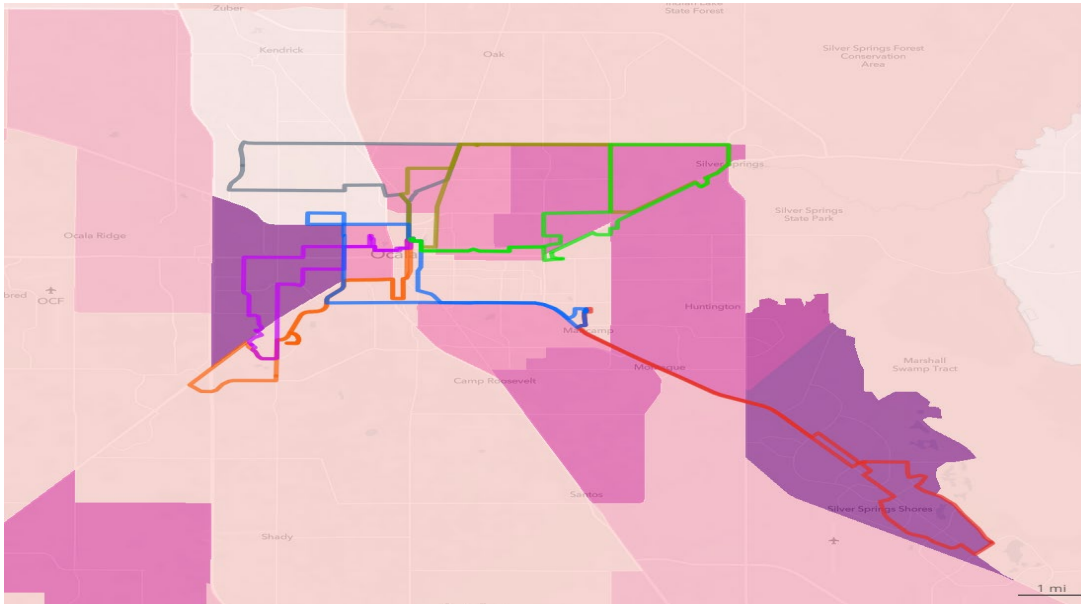 Zuber
State Forest
Kendrick
Oak
Silver Springs Forest
Conservation
Area
Silver Springs
Silver Springs
State Park
Ocala Ridge
Ocala
bred
OCF
Huntington
Marshall
Swamp Tract
Camp Roosevelt
Santos
Silver Springs Shores
Shady
1 mi